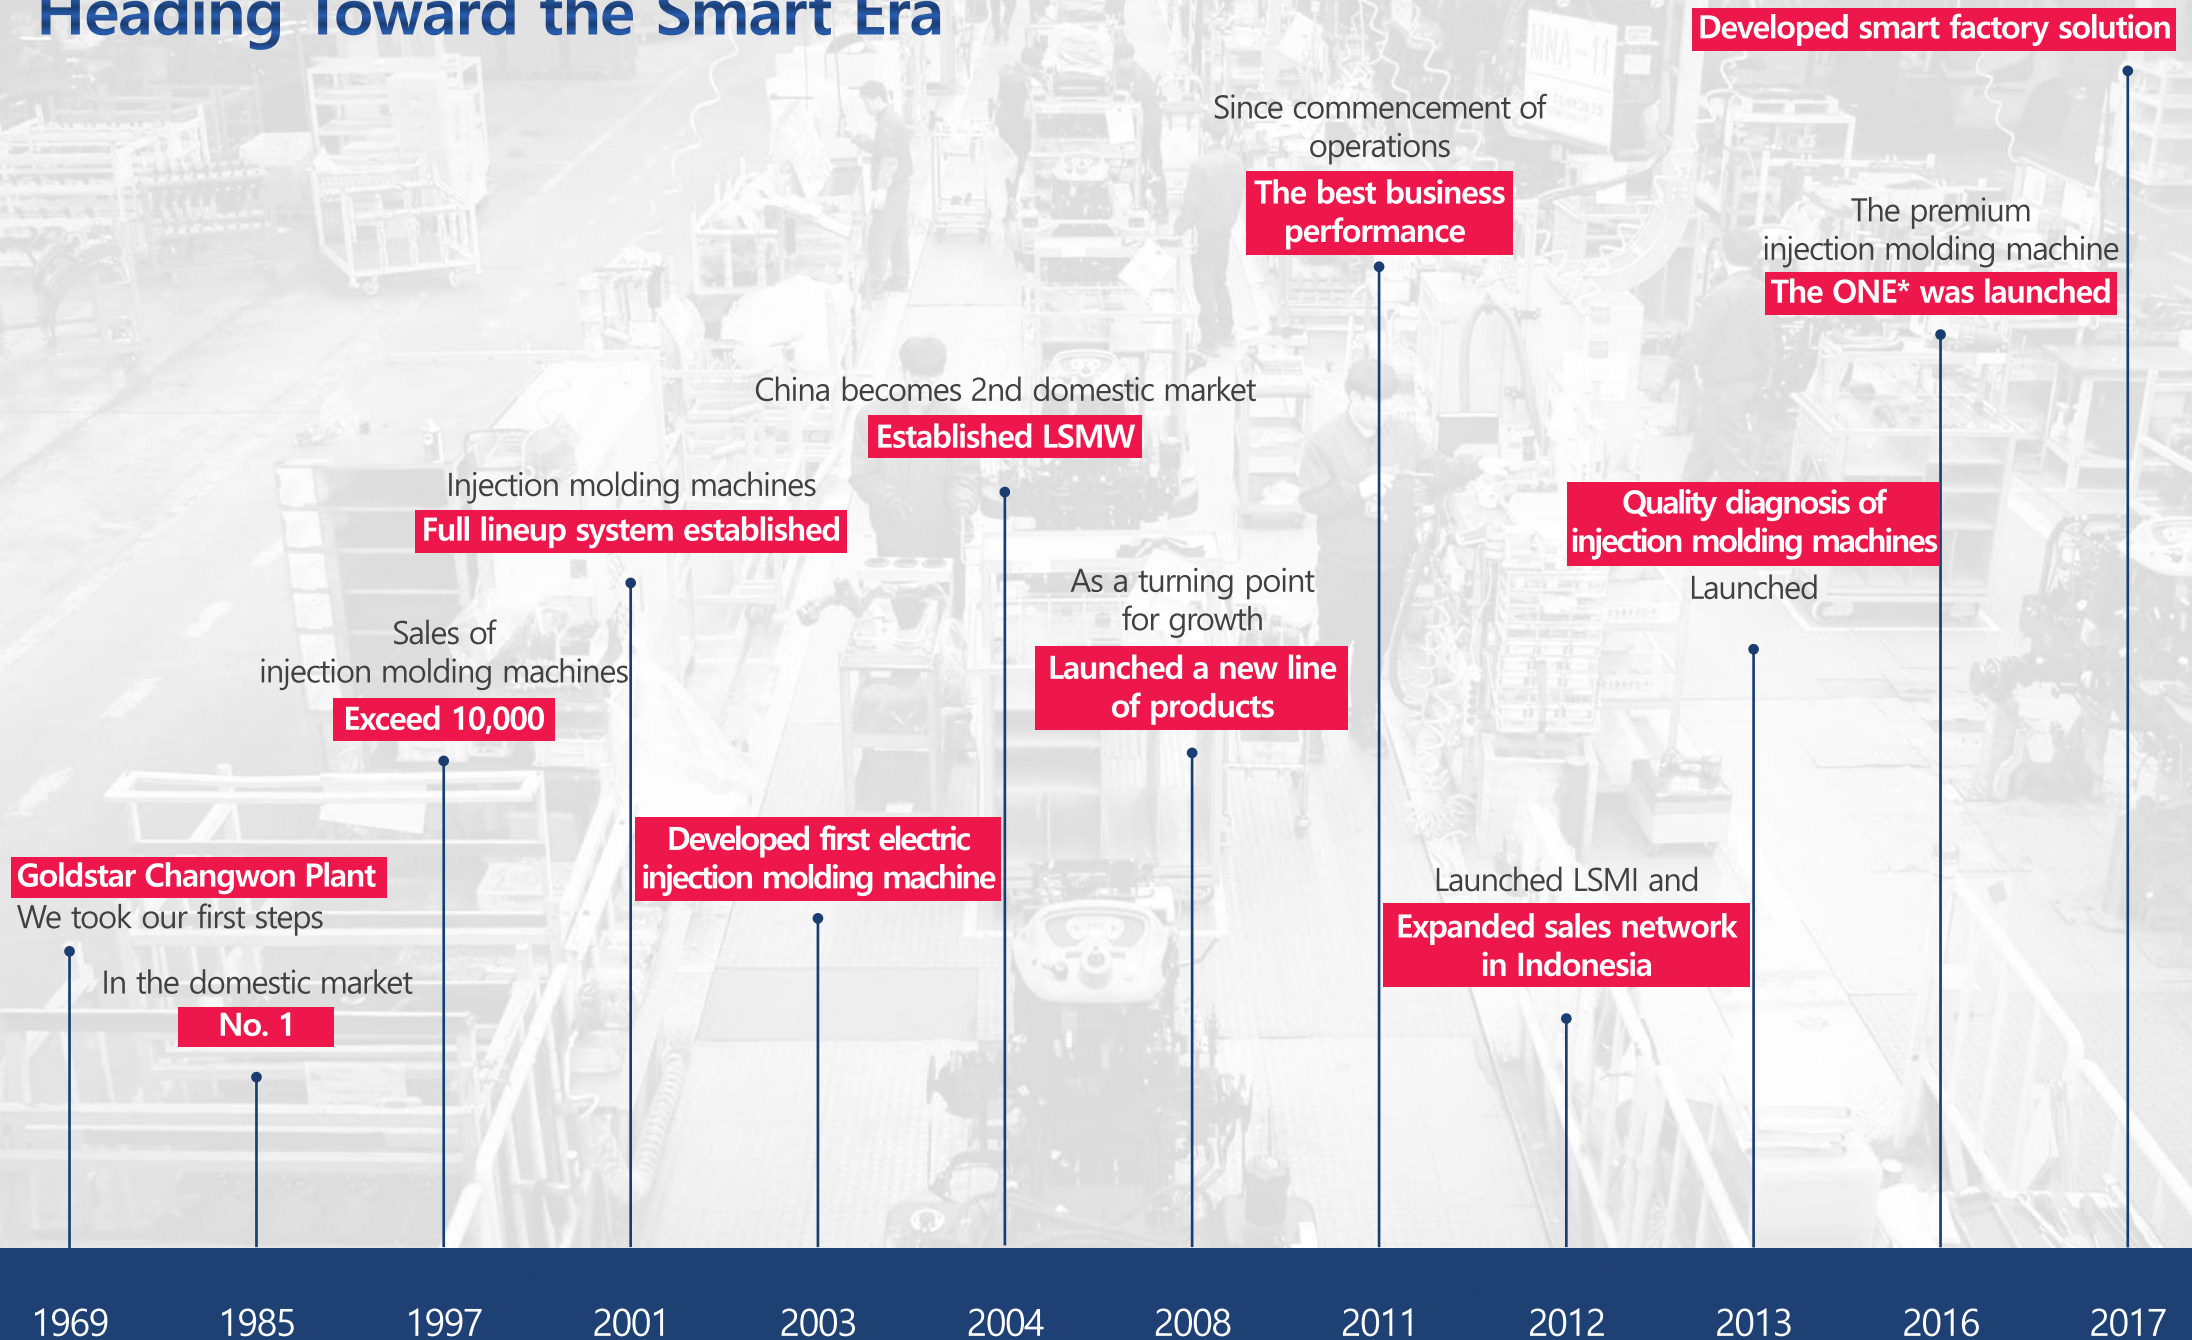 Heading Toward the Smart Era
Developed smart factory solution
Since commencement of
operations
The best business
performance
The premium
injection molding machine
The ONE* was launched
China becomes 2nd domestic market
Established LSMW
Injection molding machines
Full lineup system established
Quality diagnosis of
injection molding machines
Launched
As a turning point
for growth
Launched a new line
of products
Sales of
injection molding machines
Exceed 10,000
Developed first electric
injection molding machine
Goldstar Changwon Plant
We took our first steps
Launched LSMI and
Expanded sales network
in Indonesia
In the domestic market
No. 1
1969 1985 1997 2001 2003 2004 2008 2011 2012 2013 2016 2017
MNA-11